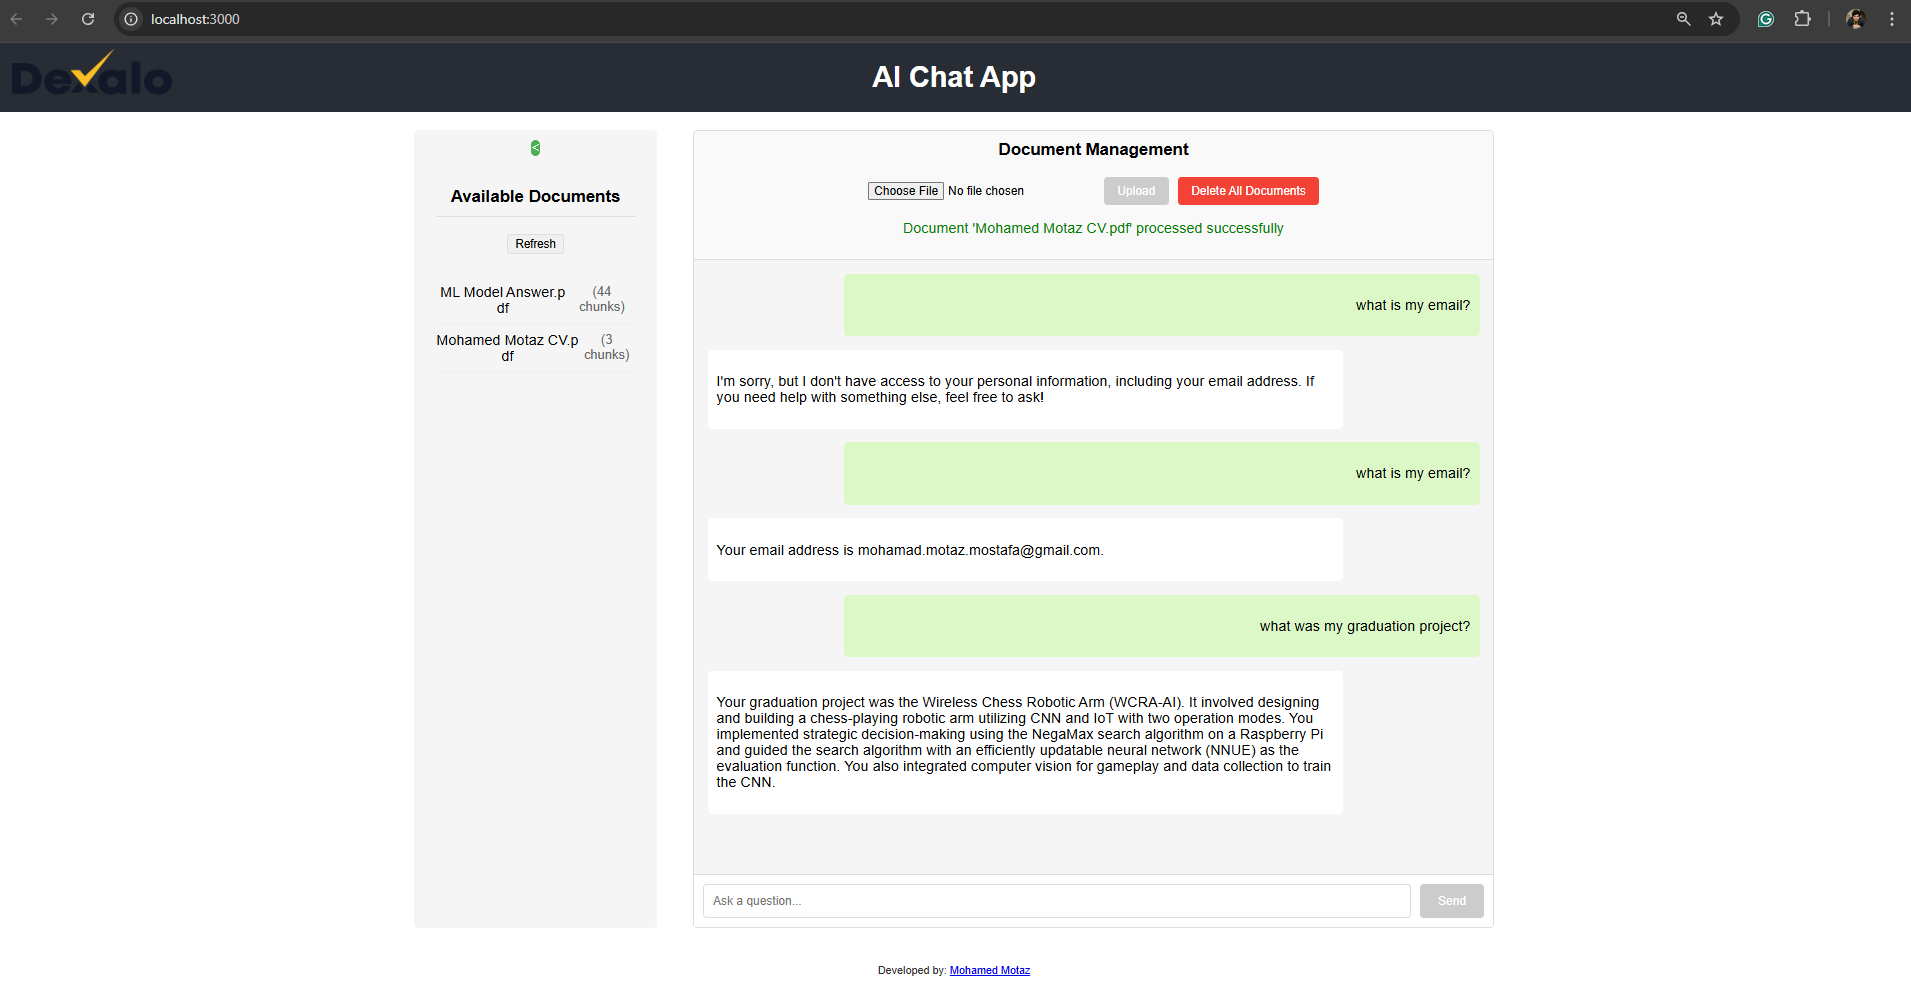 localhost:3000
Dexalo
AI Chat App
<
Available Documents
Refresh
ML Model Answer.p
df
(44
chunks)
Mohamed Motaz CV.p
df
(3
chunks)
Document Management
Choose File No file chosen
Upload
Delete All Documents
Document 'Mohamed Motaz CV.pdf' processed successfully
what is my email?
I'm sorry, but I don't have access to your personal information, including your email address. If
you need help with something else, feel free to ask!
what is my email?
Your email address is mohamad.motaz.mostafa@gmail.com.
what was my graduation project?
Your graduation project was the Wireless Chess Robotic Arm (WCRA-AI). It involved designing
and building a chess-playing robotic arm utilizing CNN and IoT with two operation modes. You
implemented strategic decision-making using the NegaMax search algorithm on a Raspberry Pi
and guided the search algorithm with an efficiently updatable neural network (NNUE) as the
evaluation function. You also integrated computer vision for gameplay and data collection to train
the CNN.
Ask a question...
Send
Developed by: Mohamed Motaz